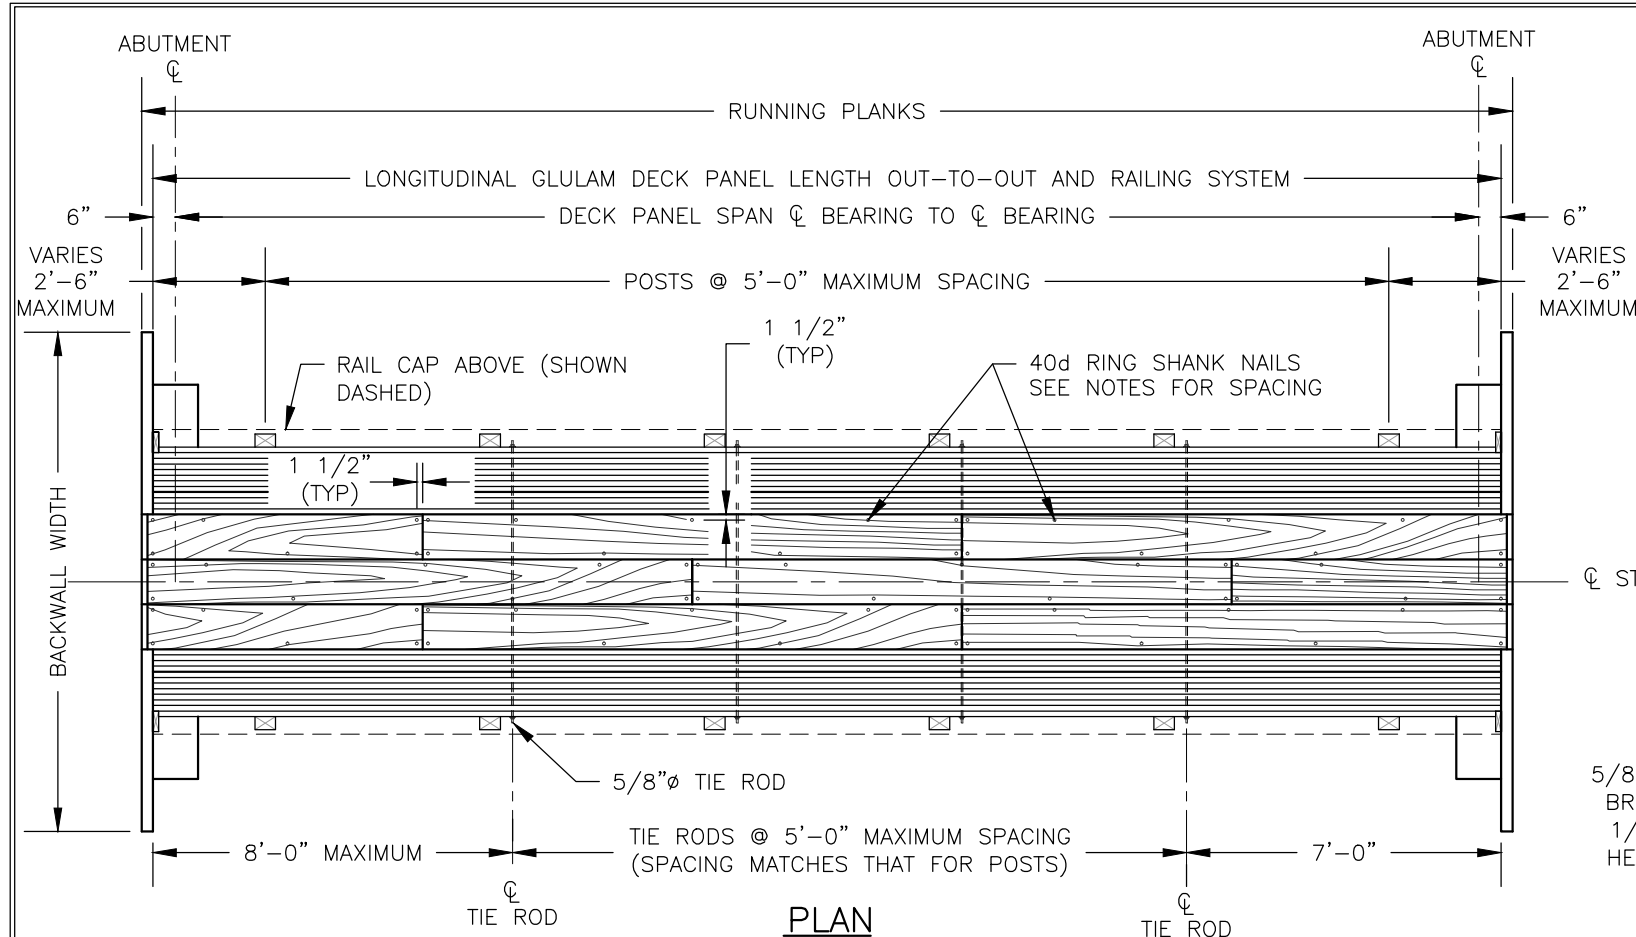 ABUTMENT
℄
ABUTMENT
℄
RUNNING PLANKS
LONGITUDINAL GLULAM DECK PANEL LENGTH OUT-TO-OUT AND RAILING SYSTEM
6"
DECK PANEL SPAN ℄ BEARING TO ℄ BEARING
6"
VARIES
2'-6"
MAXIMUM
POSTS @ 5'-0" MAXIMUM SPACING
VARIES
2'-6"
MAXIMUM
1 1/2"
(TYP)
RAIL CAP ABOVE (SHOWN
DASHED)
40d RING SHANK NAILS
SEE NOTES FOR SPACING
1 1/2"
(TYP)
BACKWALL WIDTH
℄ ST
5/8"ø TIE ROD
5/8
BR
1/
HE
8'-0" MAXIMUM
TIE RODS @ 5'-0" MAXIMUM SPACING
(SPACING MATCHES THAT FOR POSTS)
7'-0"
℄
TIE ROD
℄
TIE ROD
PLAN